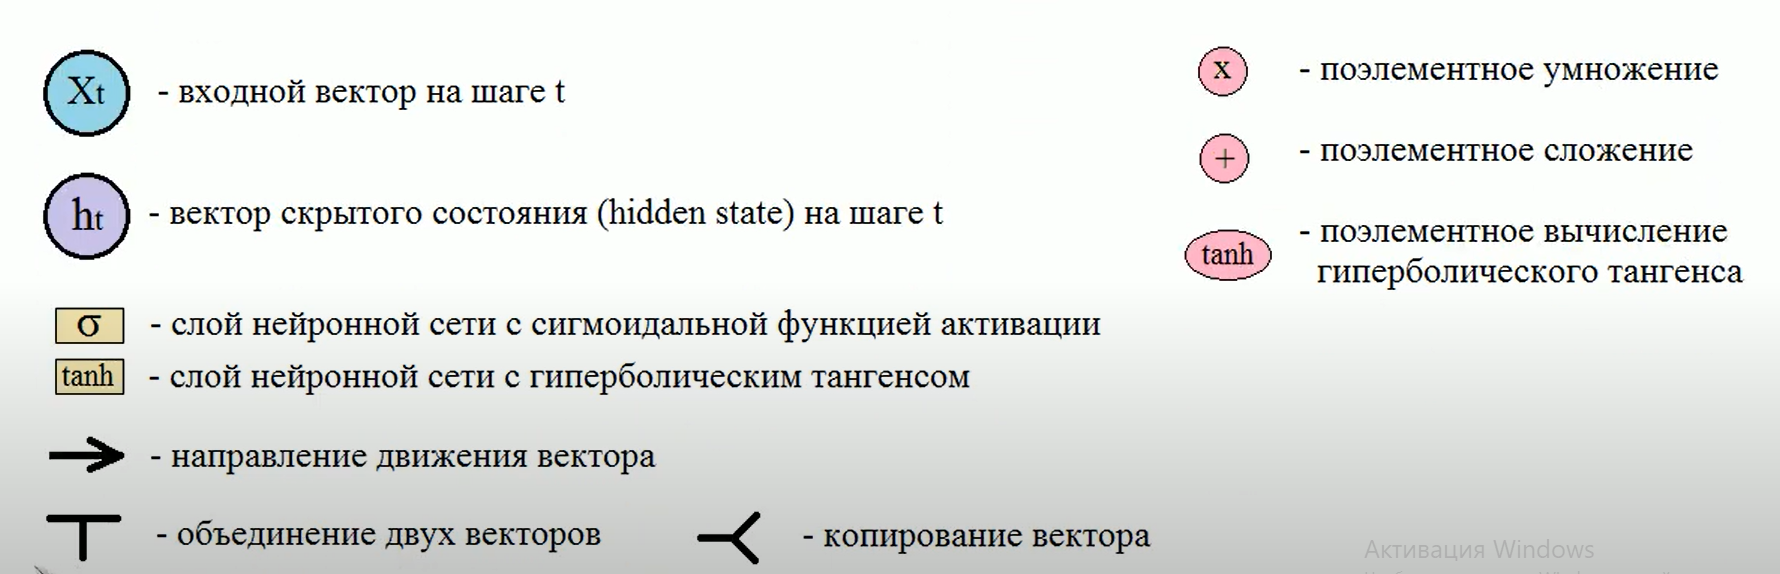 Xt - входной вектор на шаге t
ht - вектор скрытого состояния (hidden state) на шаге t
σ - слой нейронной сети с сигмоидальной функцией активации
tanh - слой нейронной сети с гиперболическим тангенсом
- направление движения вектора
- объединение двух векторов
- копирование вектора
x - поэлементное умножение
+ - поэлементное сложение
tanh - поэлементное вычисление
гиперболического тангенса
Активация Windows